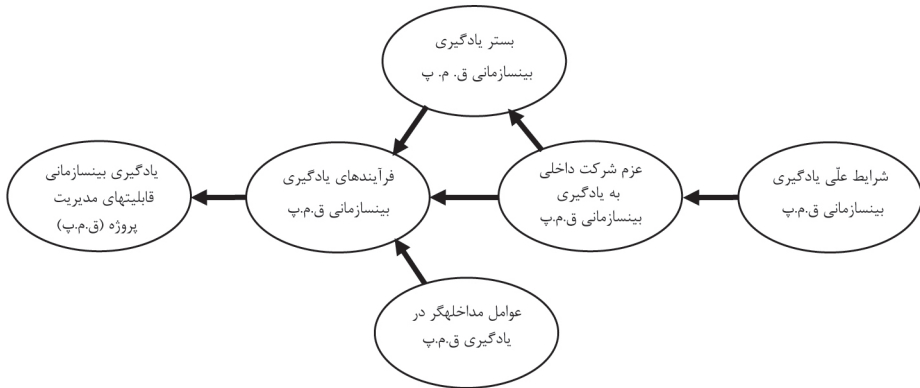 بستر یادگیری
بینسازمانی ق. م. پ
شرایط علّی یادگیری
بینسازمانی ق.م.پ
عزم شرکت داخلی
به یادگیری
بینسازمانی ق.م.پ
فرآیندهای یادگیری
بینسازمانی ق.م.پ
یادگیری بینسازمانی
قابلیتهای مدیریت
پروژه (ق.م.پ)
عوامل مداخلهگر در
یادگیری ق.م.پ